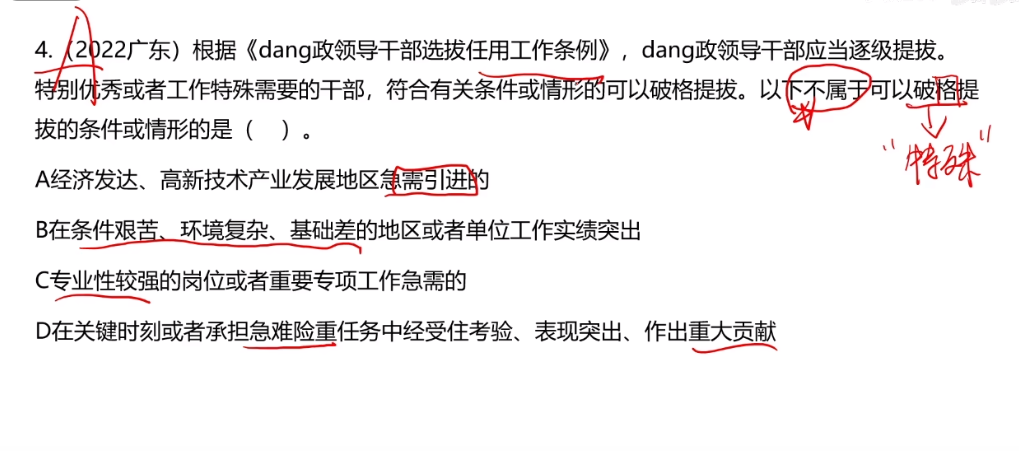 A
4.（2022广东）根据《dang政领导干部选拔任用工作条例》，dang政领导干部应当逐级提拔。
特别优秀或者工作特殊需要的干部，符合有关条件或情形的可以破格提拔。以下不属于可以破格提
拔的条件或情形的是（　）。
"特殊"
A经济发达、高新技术产业发展地区急需引进的
B在条件艰苦、环境复杂、基础差的地区或者单位工作实绩突出
C专业性较强的岗位或者重要专项工作急需的
D在关键时刻或者承担急难险重任务中经受住考验、表现突出、作出重大贡献